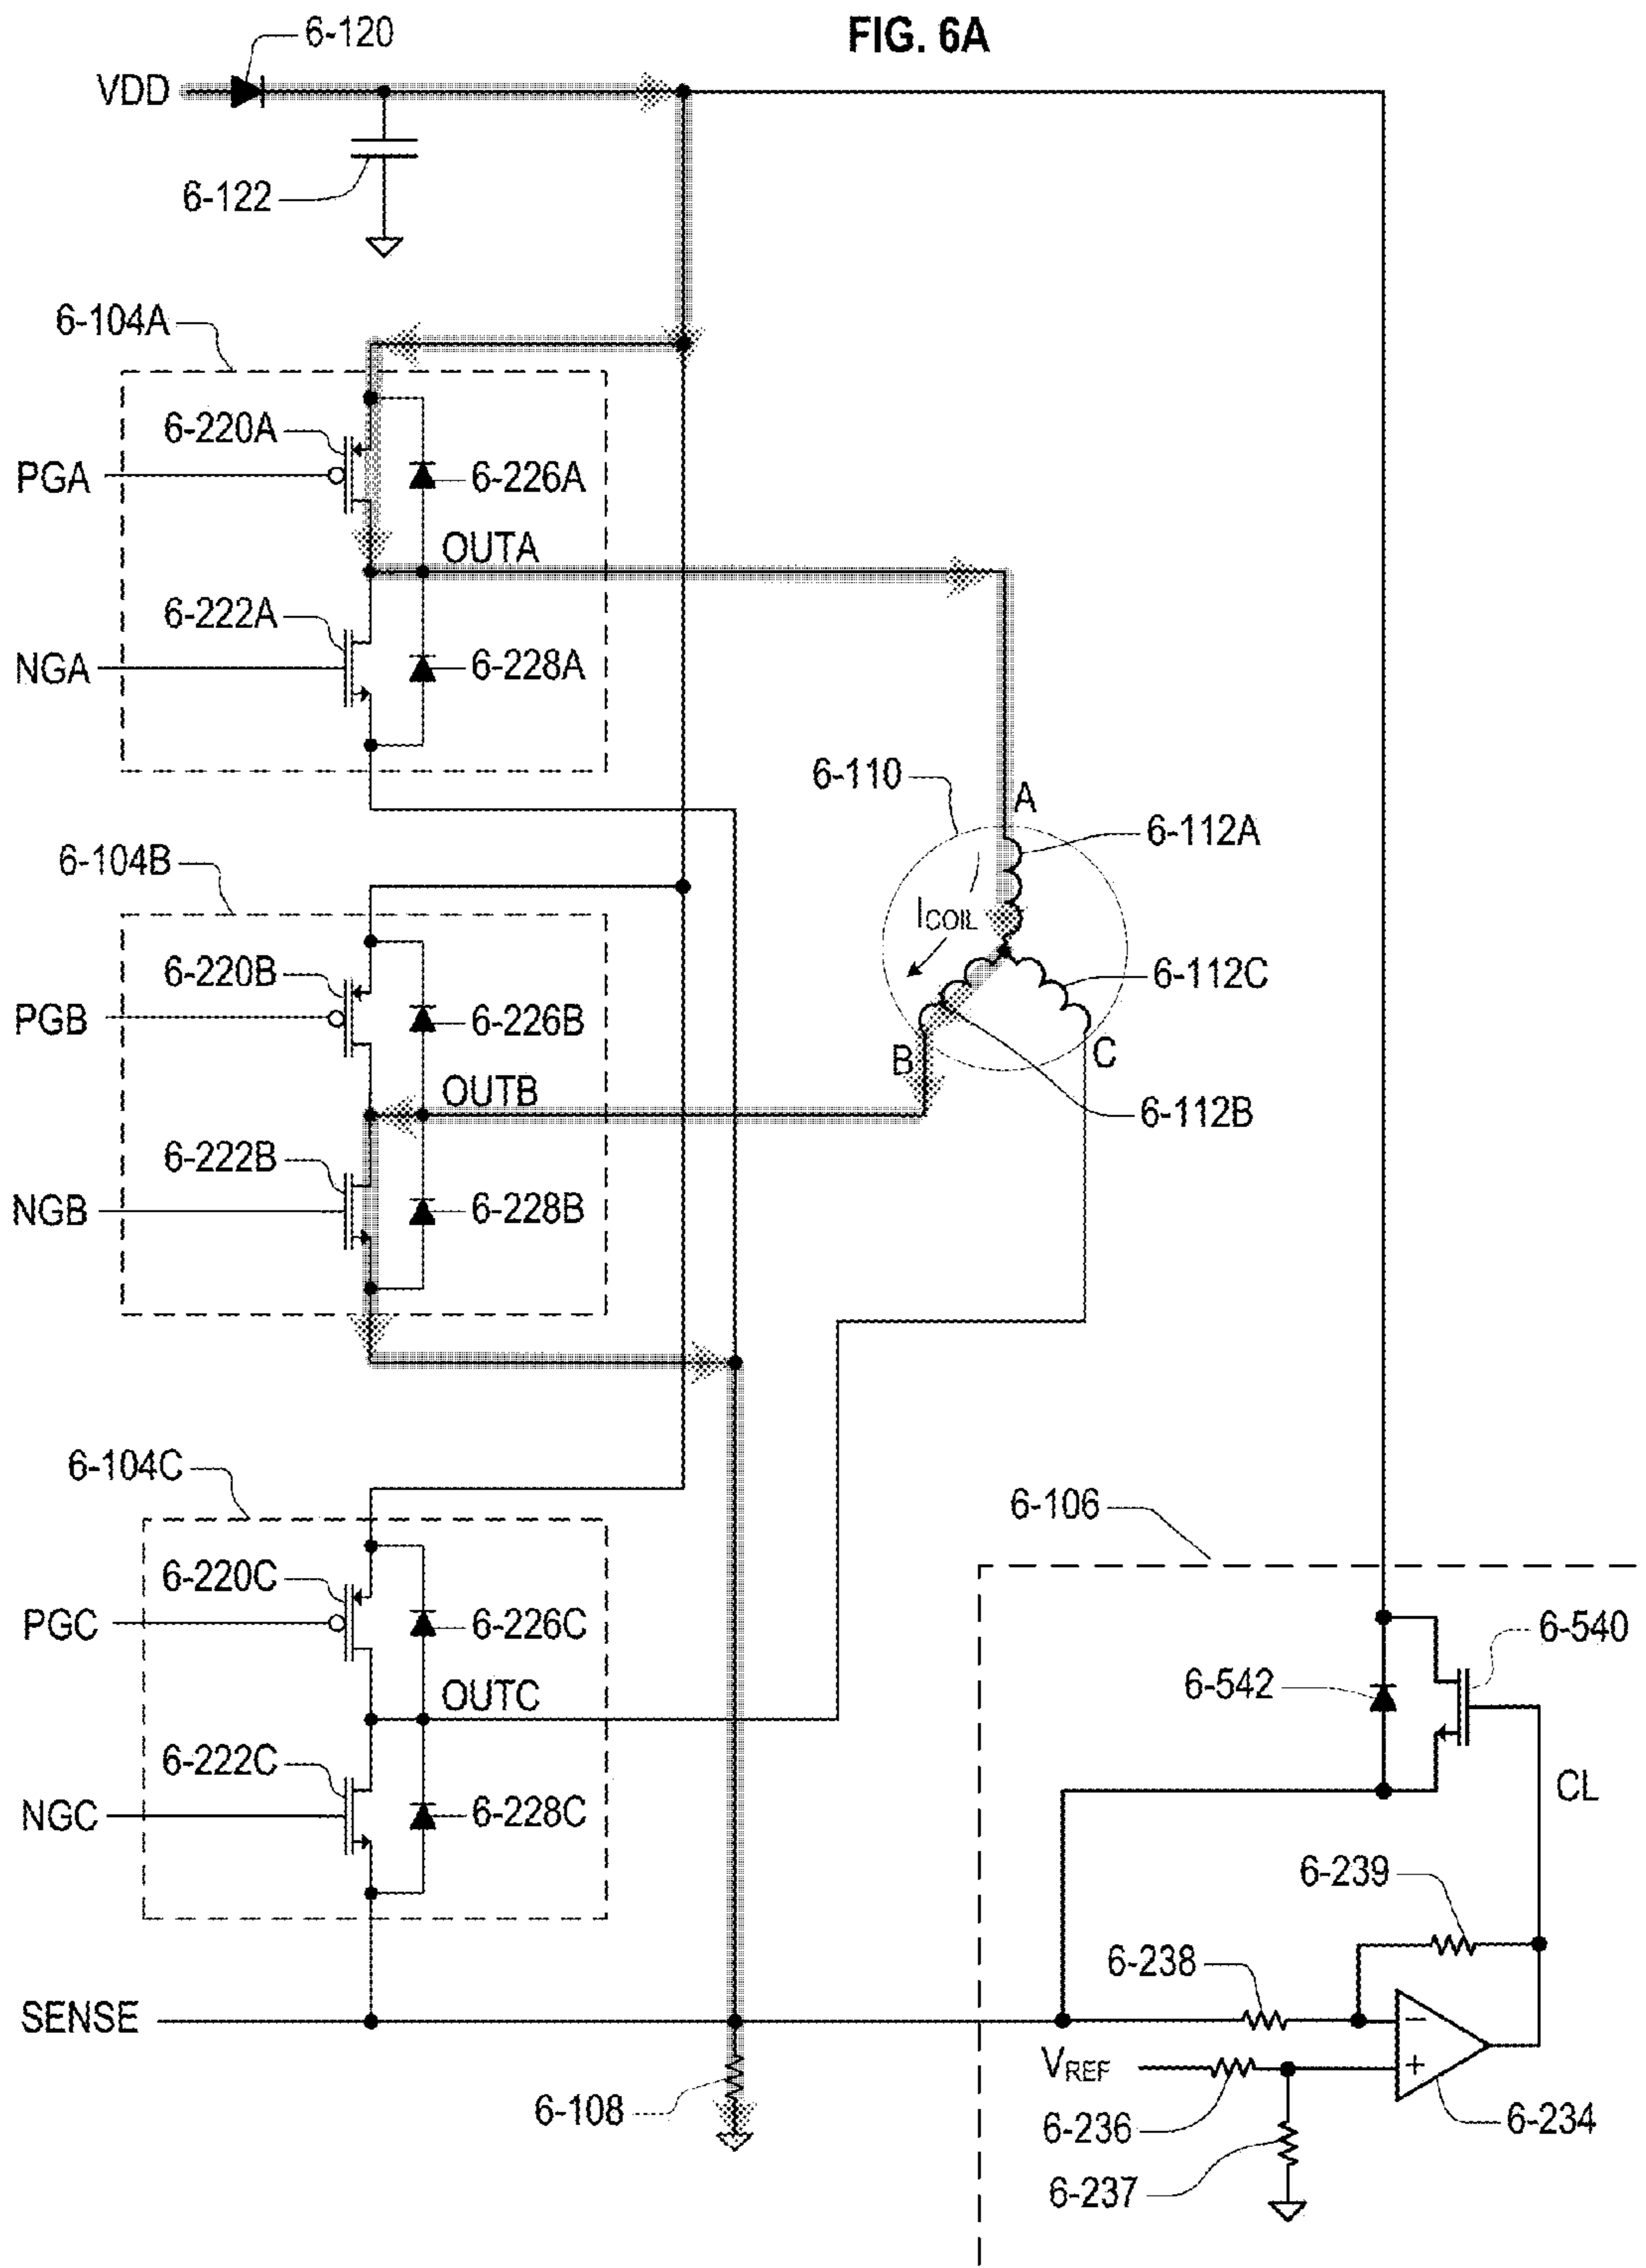 FIG. 6A
6-120
VDD
6-122
6-104A
6-220A
PGA
6-226A
OUTA
6-222A
NGA
6-228A
6-110
A
6-112A
6-104B
ICOIL
6-220B
6-112C
PGB
6-226B
B
C
OUTB
6-112B
6-222B
NGB
6-228B
6-104C
6-106
6-220C
PGC
6-226C
6-540
6-542
OUTC
6-222C
CL
NGC
6-228C
6-239
6-238
SENSE
−
VREF
+
6-108
6-236
6-234
6-237